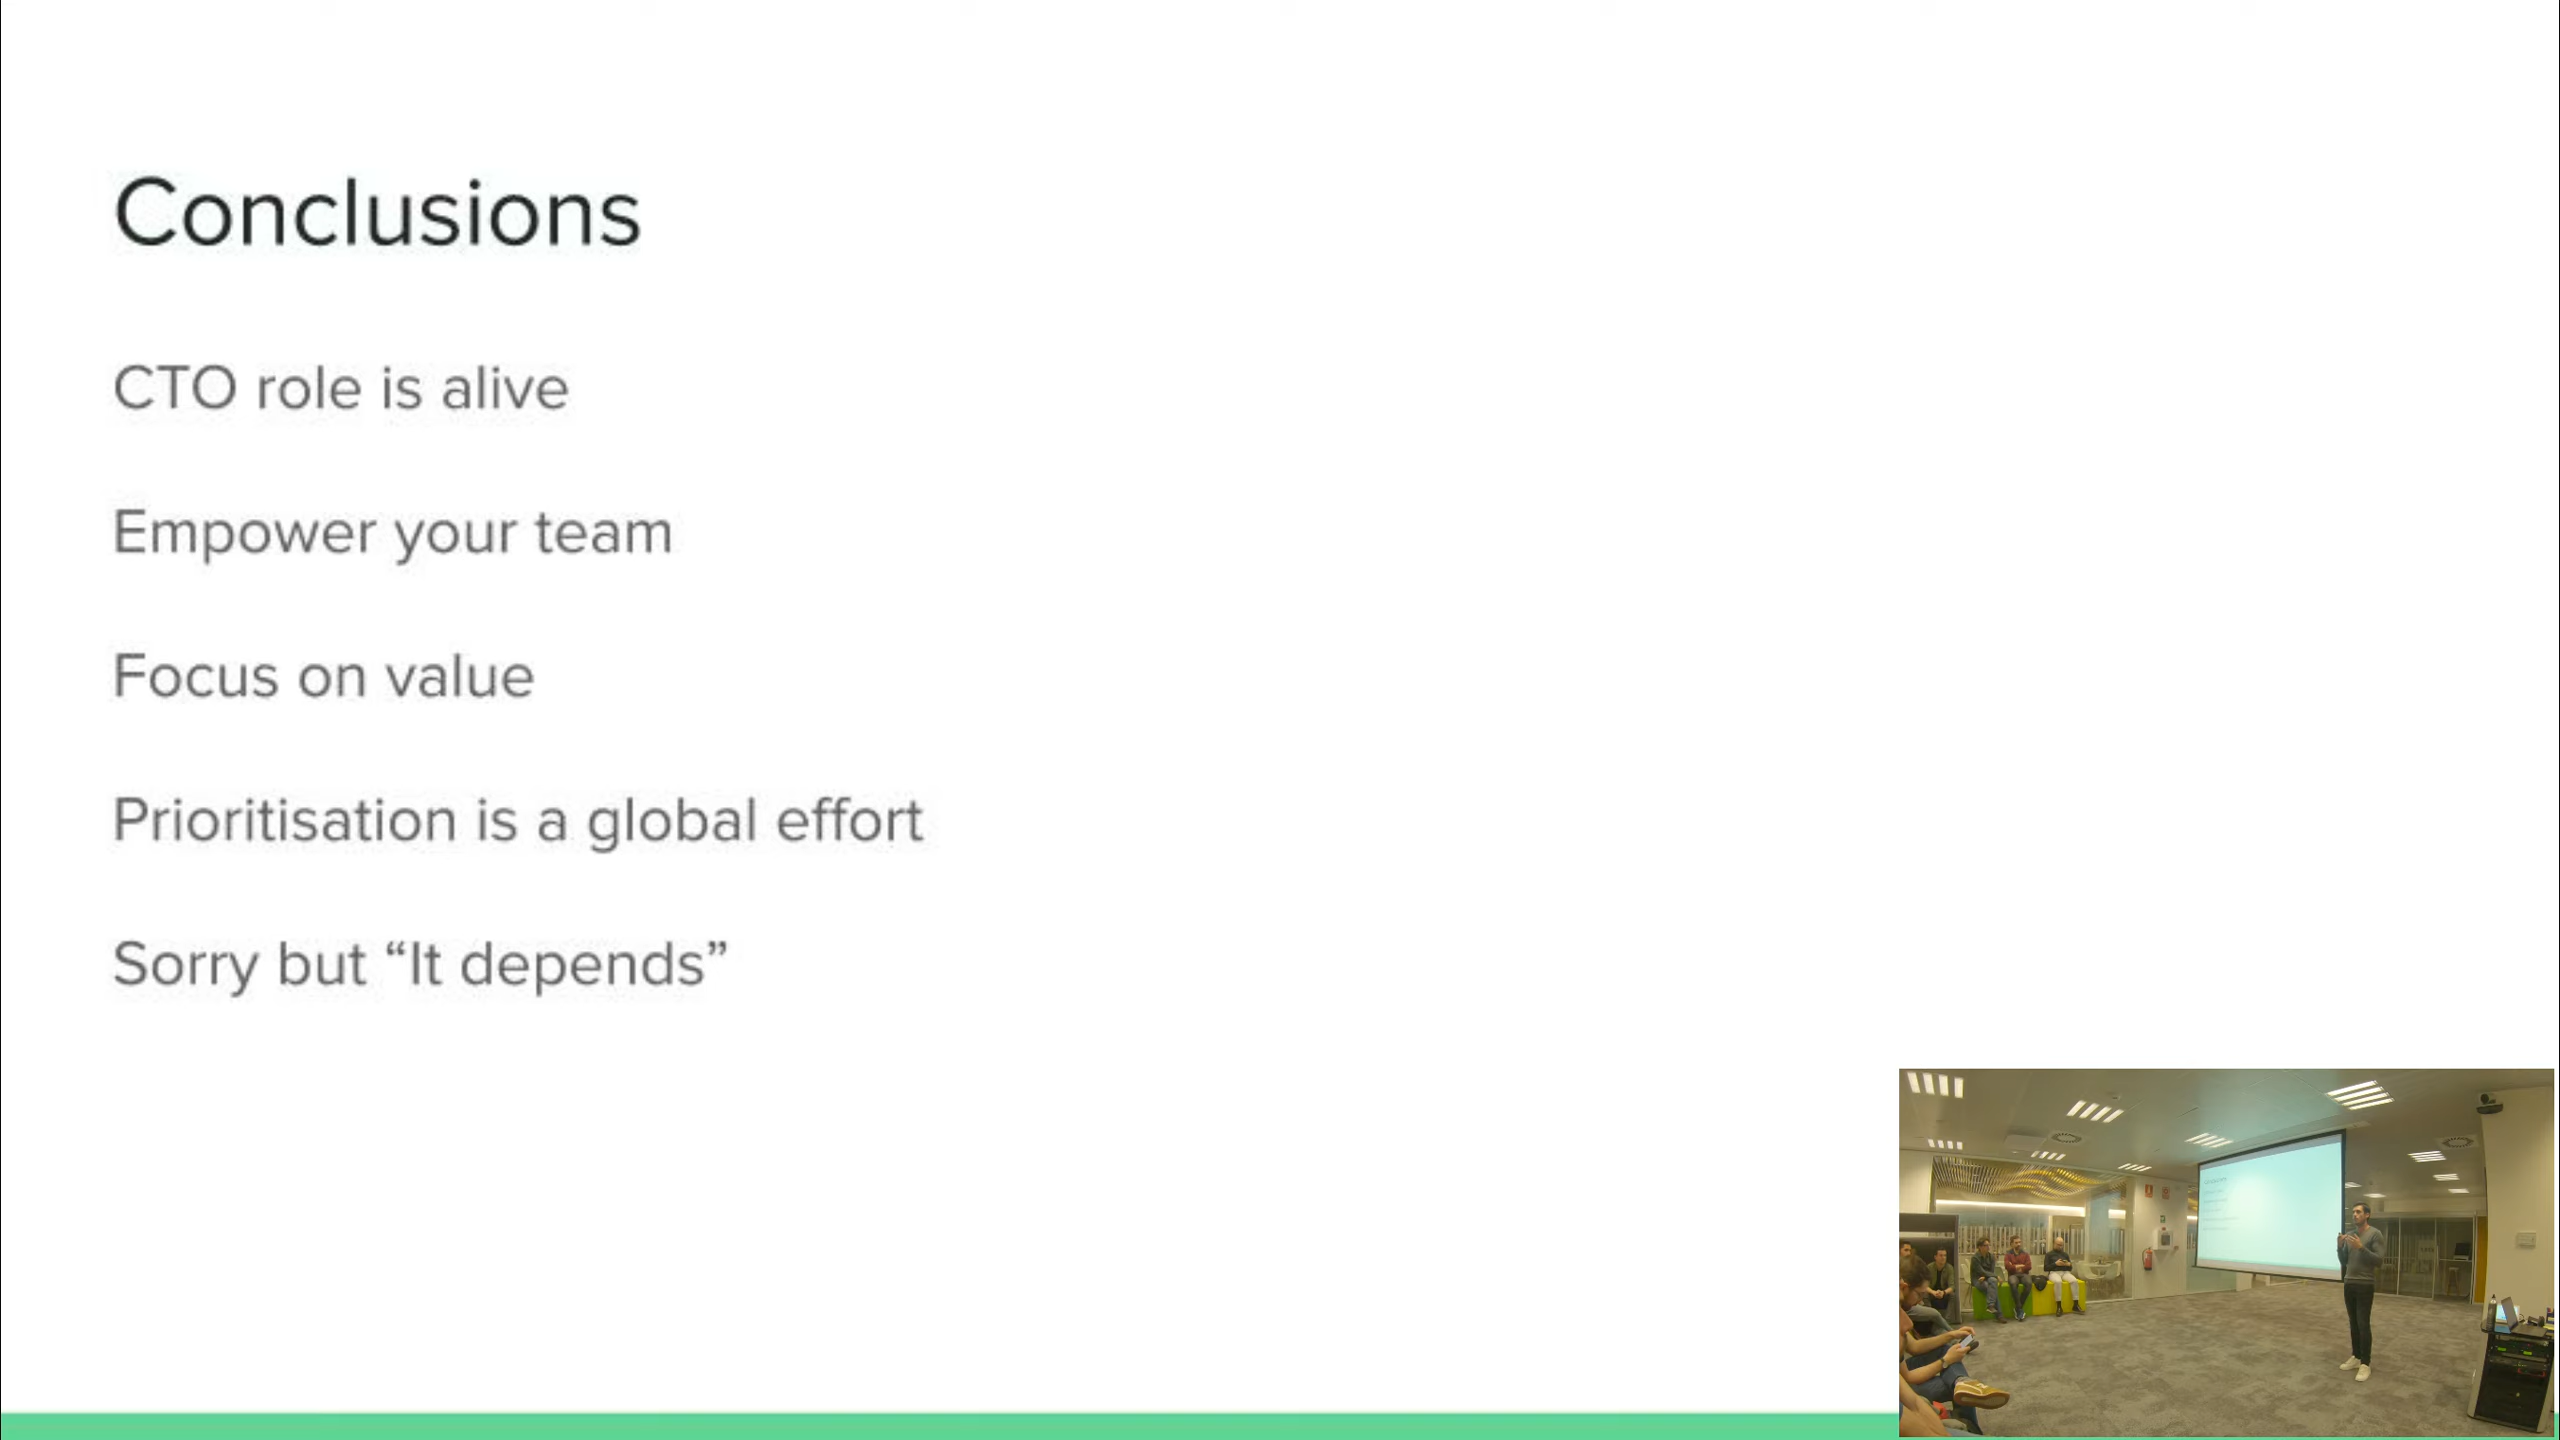 Conclusions
CTO role is alive
Empower your team
Focus on value
Prioritisation is a global effort
Sorry but “It depends”